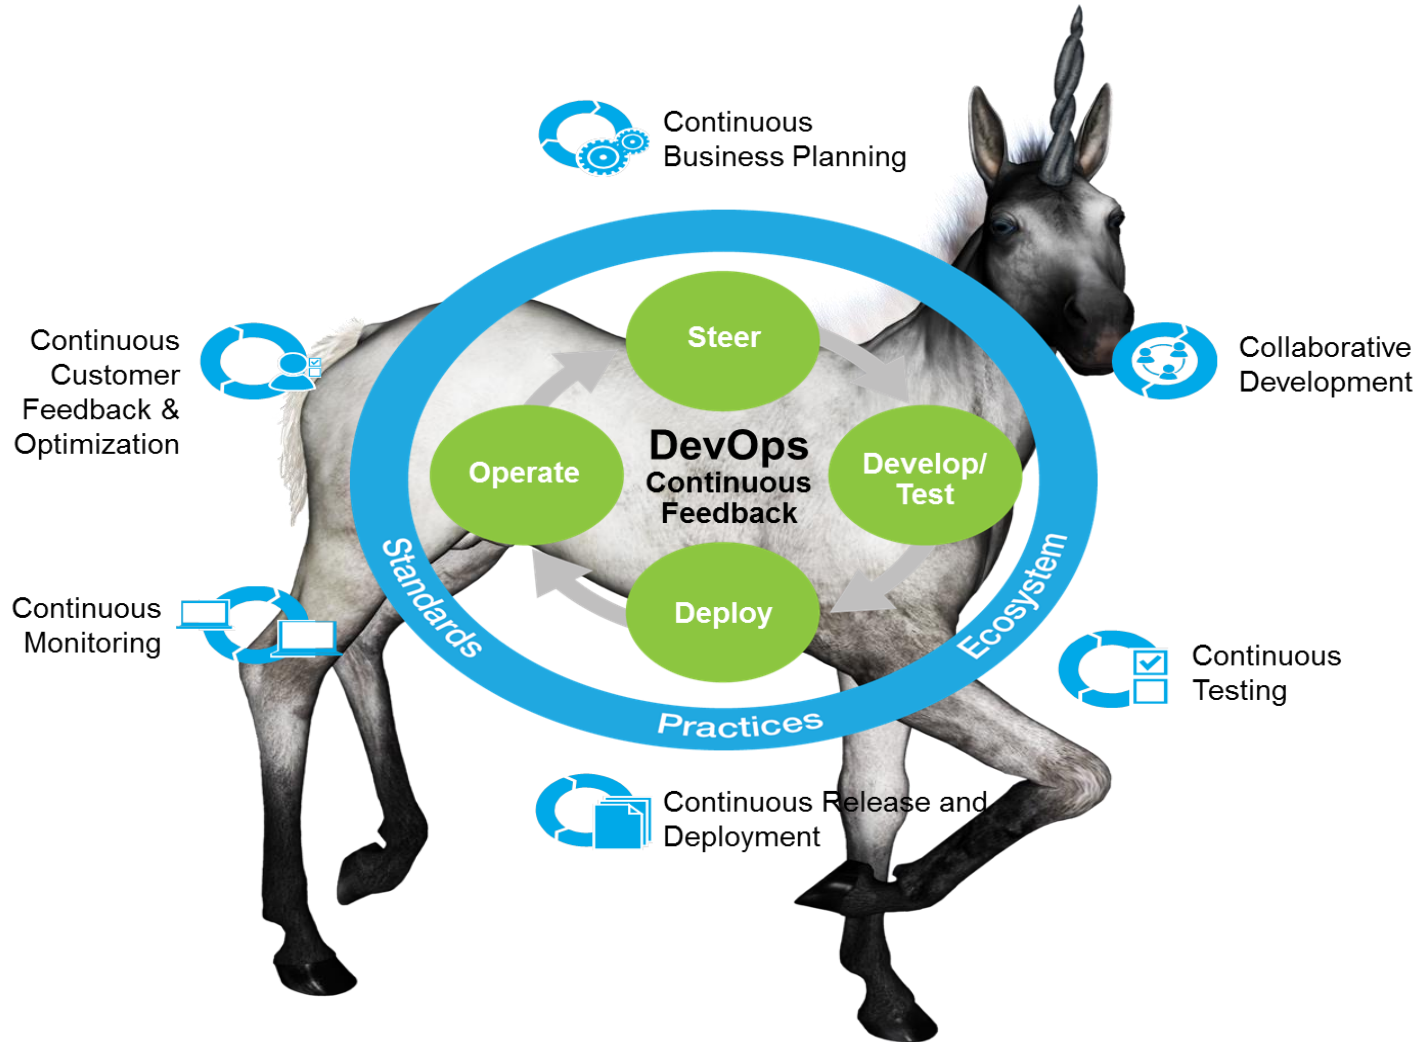 Continuous
Business Planning
Continuous
Customer
Feedback &
Optimization
Collaborative
Development
Steer
Operate
DevOps
Continuous
Feedback
Develop/
Test
Deploy
Standards
Practices
Ecosystem
Continuous
Monitoring
Continuous
Testing
Continuous Release and
Deployment